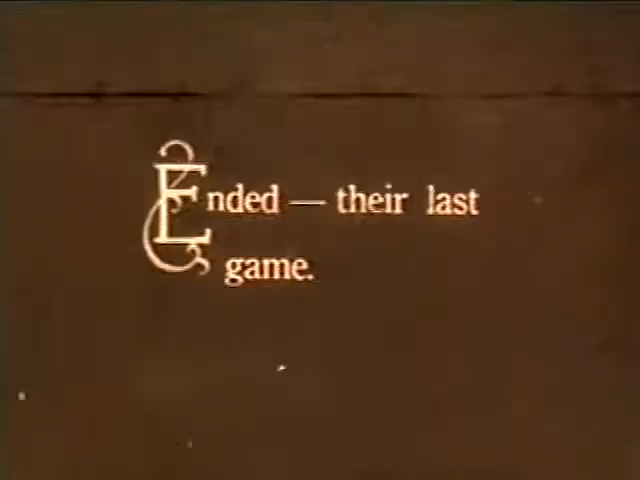 Ended — their last
game.